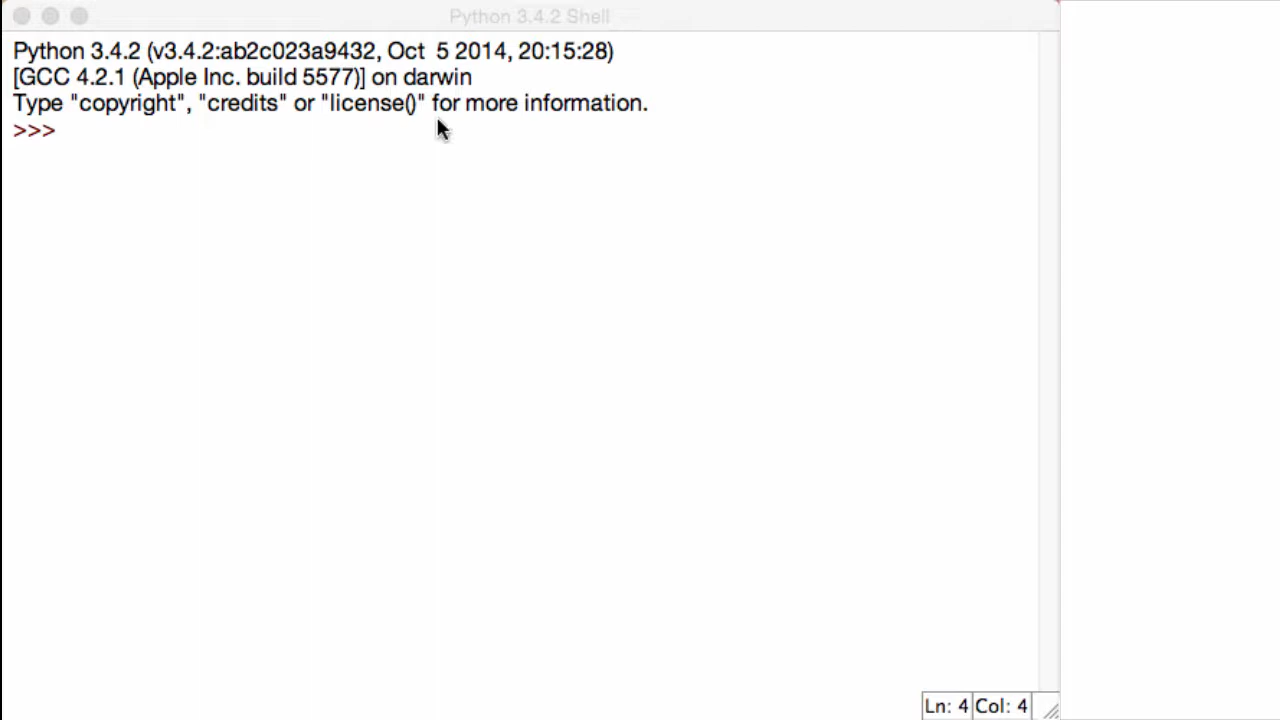 Python 3.4.2 Shell
Python 3.4.2 (v3.4.2:ab2c023a9432, Oct  5 2014, 20:15:28)
[GCC 4.2.1 (Apple Inc. build 5577)] on darwin
Type "copyright", "credits" or "license()" for more information.
>>>
Ln: 4 Col: 4